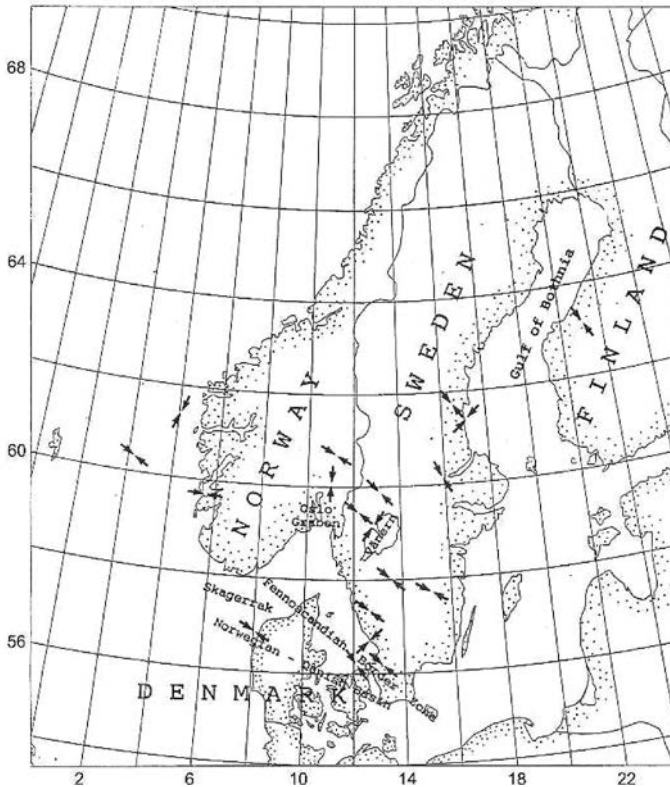 68
64
60
56
NORWAY
SWEDEN
FINLAND
Gulf of Bothnia
Oslo
Graben
Vänern
Skagerrak
Fennoscandian Border Zone
Norwegian - Danish Basin
DENMARK
2
6
10
14
18
22